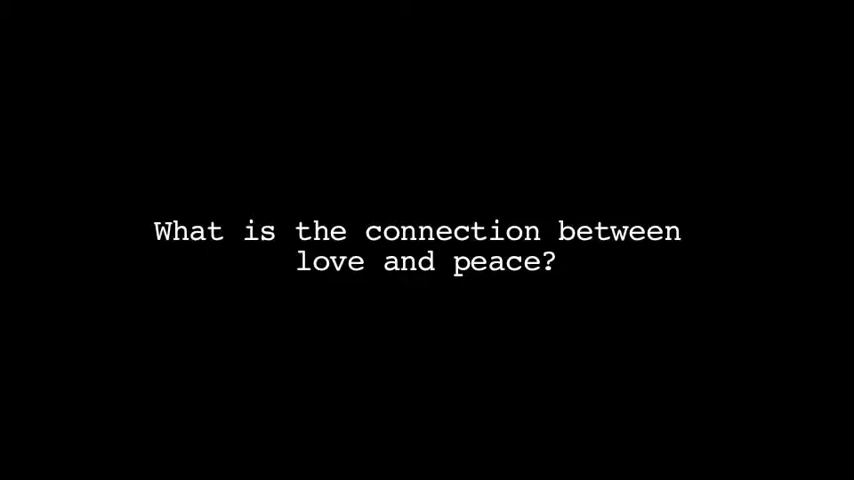 What is the connection between
love and peace?